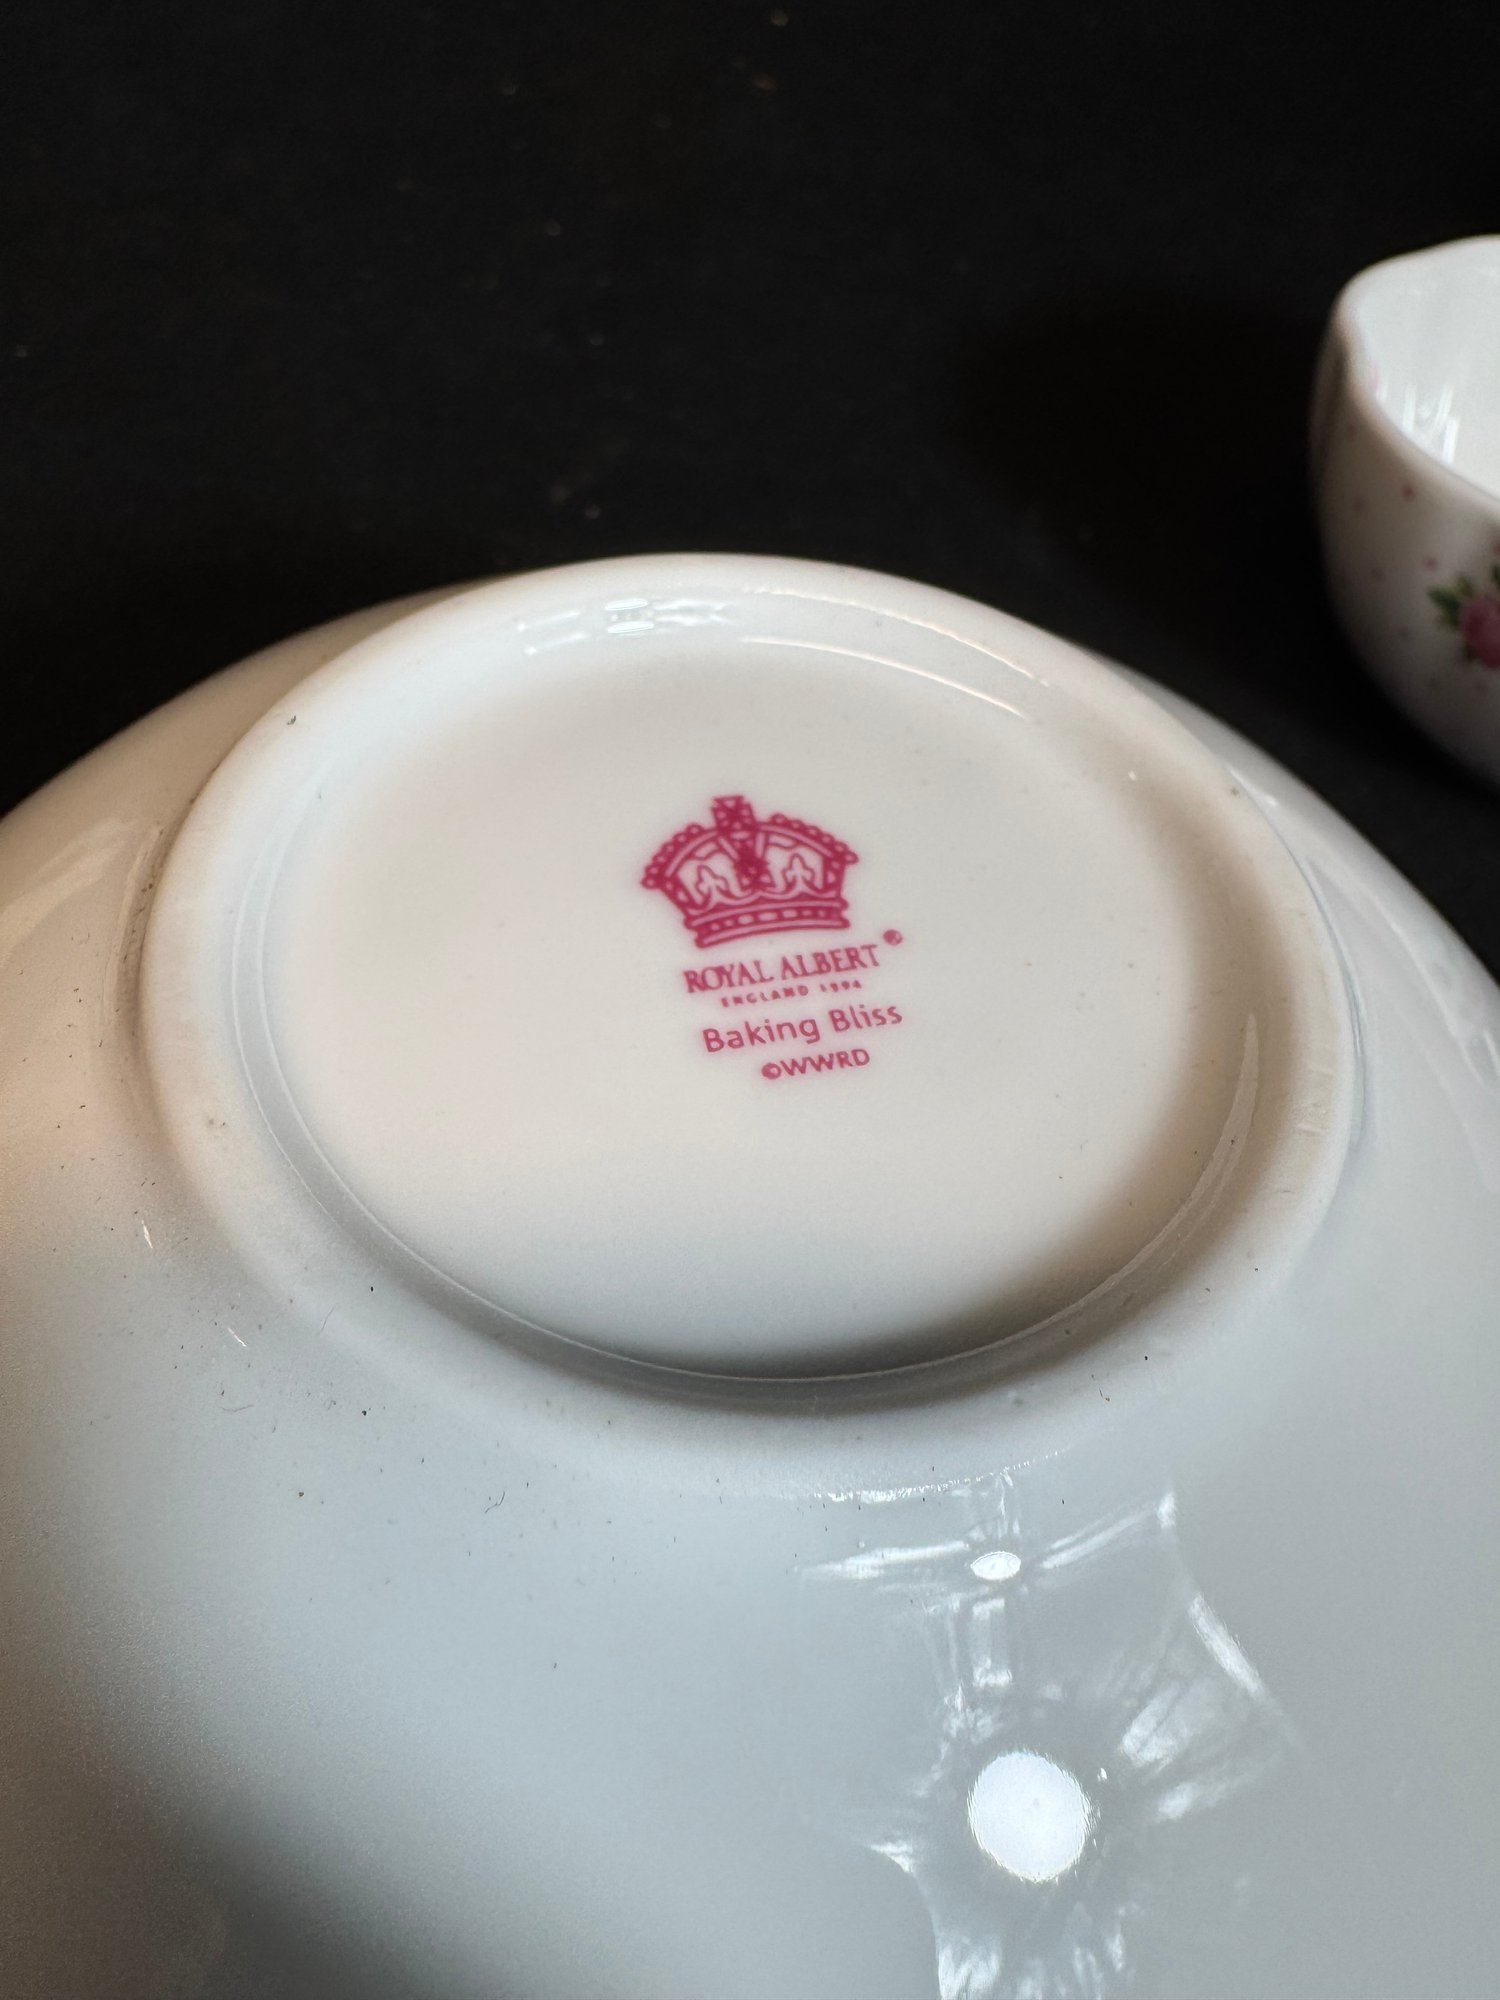 ROYAL ALBERT®
ENGLAND 1904
Baking Bliss
©WWRD